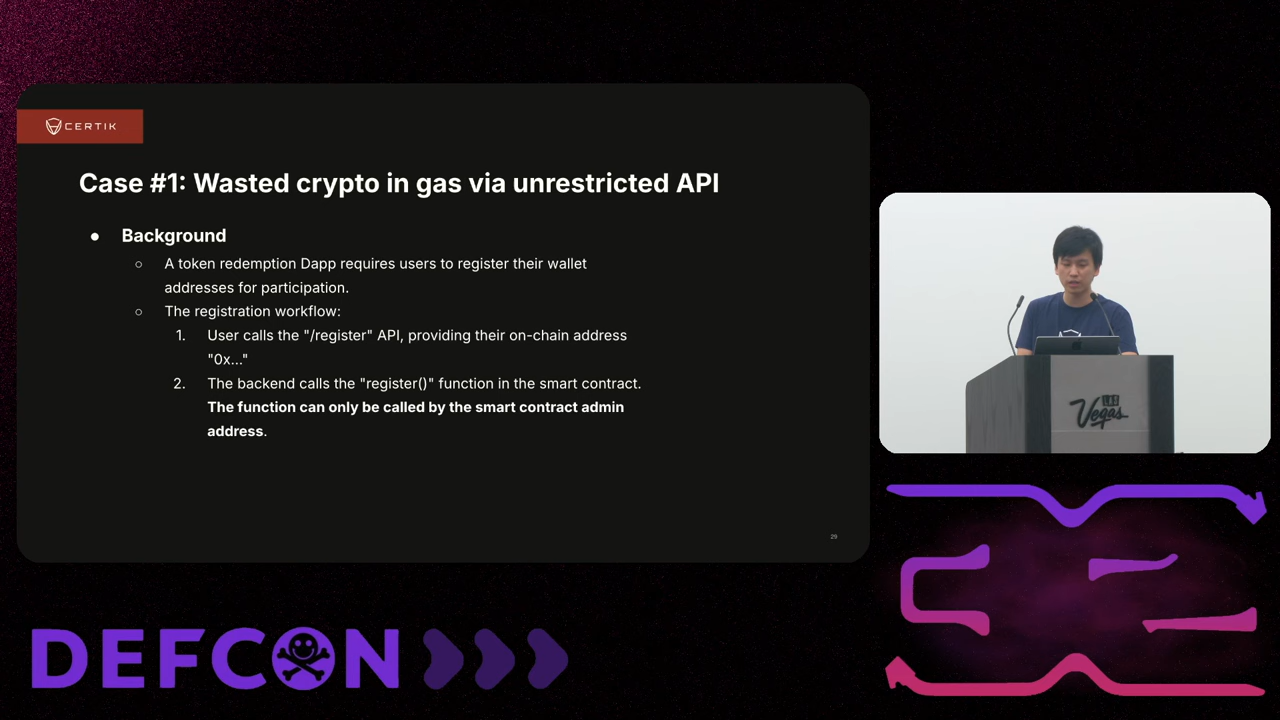 CERTIK
Case #1: Wasted crypto in gas via unrestricted API
● Background
○ A token redemption Dapp requires users to register their wallet
addresses for participation.
○ The registration workflow:
1. User calls the "/register" API, providing their on-chain address
"0x..."
2. The backend calls the "register()" function in the smart contract.
The function can only be called by the smart contract admin
address.
29
LAS
Vegas
DEFCON